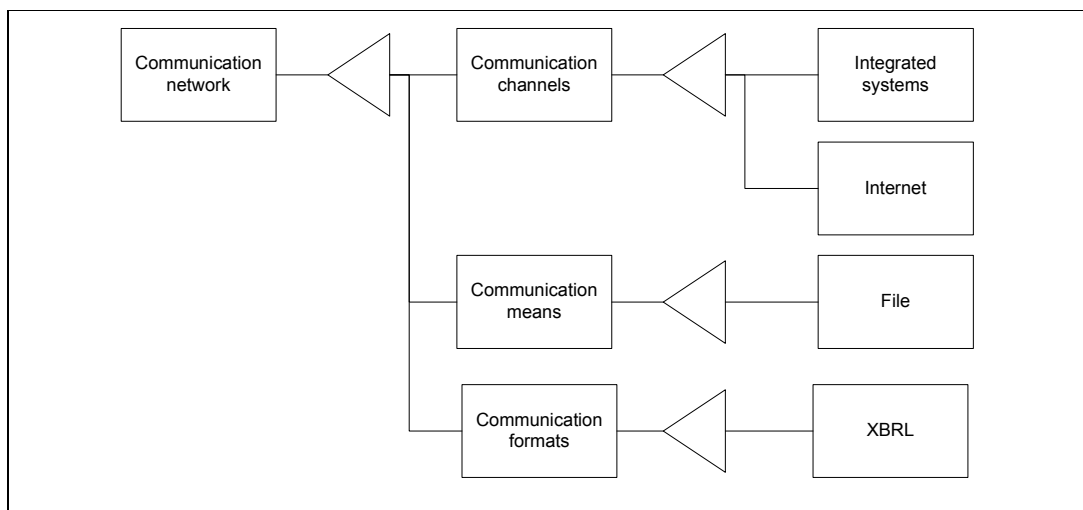 Communication
network
Communication
channels
Integrated
systems
Internet
Communication
means
File
Communication
formats
XBRL